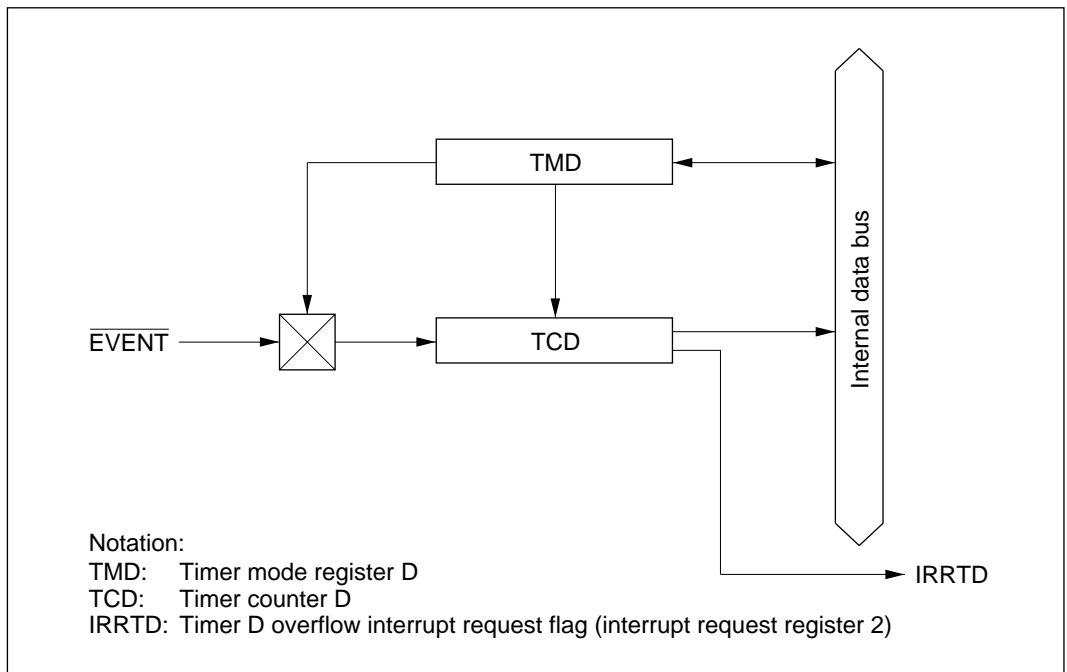 TMD
Internal data bus
EVENT
TCD
IRRTD
Notation:
TMD: Timer mode register D
TCD: Timer counter D
IRRTD: Timer D overflow interrupt request flag (interrupt request register 2)